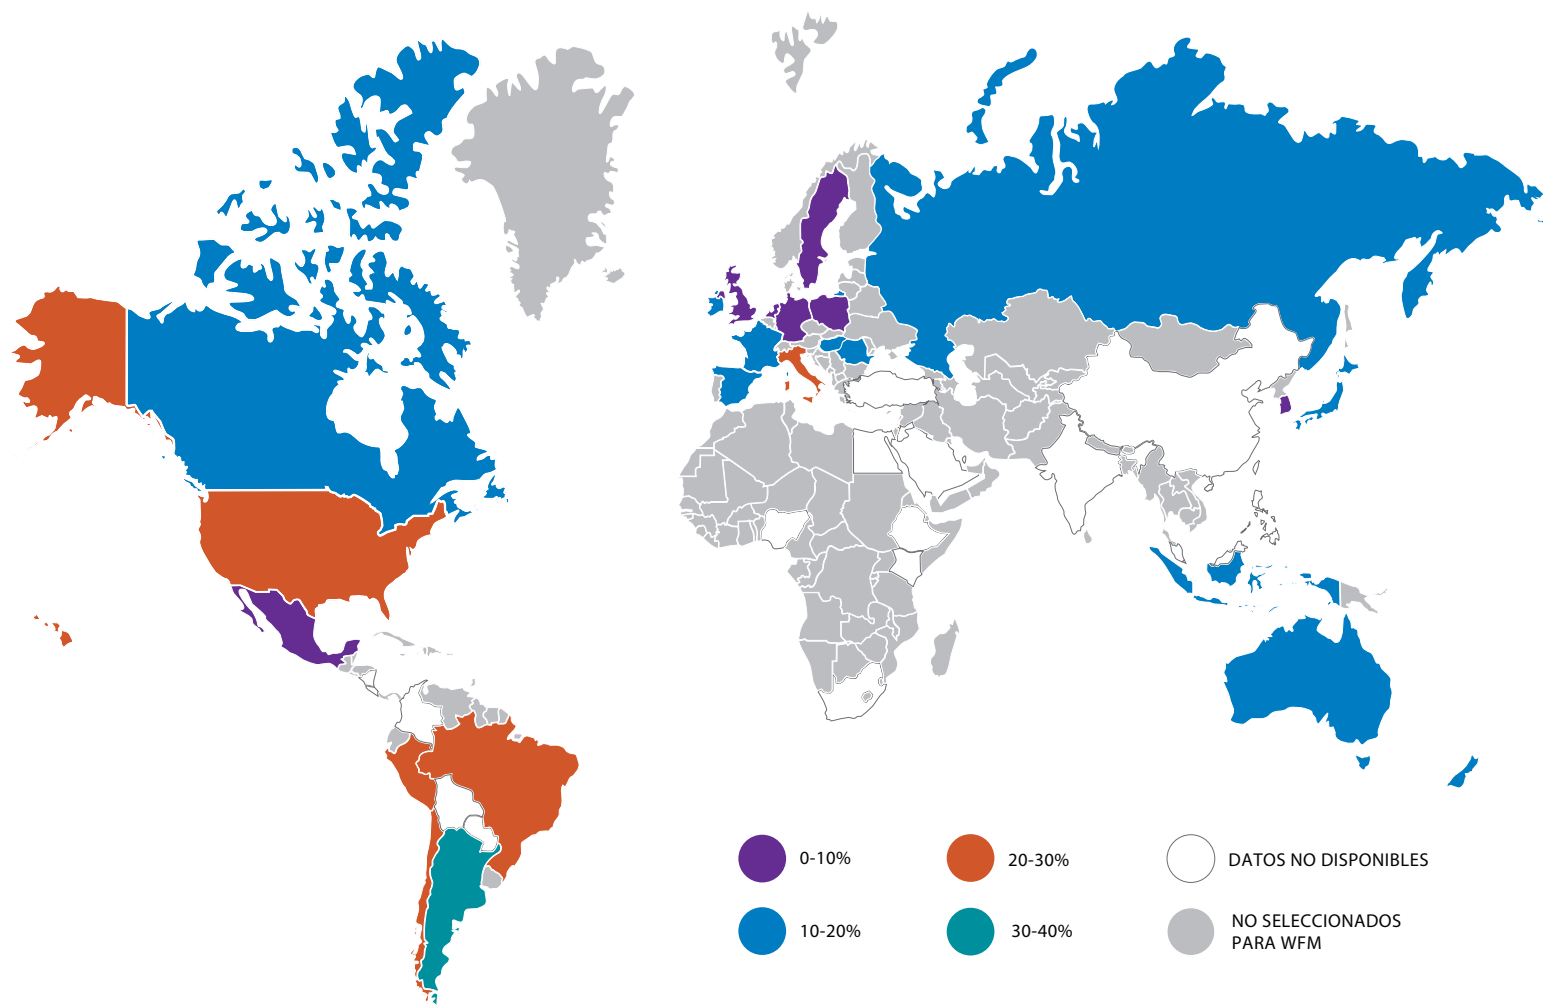 0-10%
20-30%
DATOS NO DISPONIBLES
10-20%
30-40%
NO SELECCIONADOS
PARA WFM